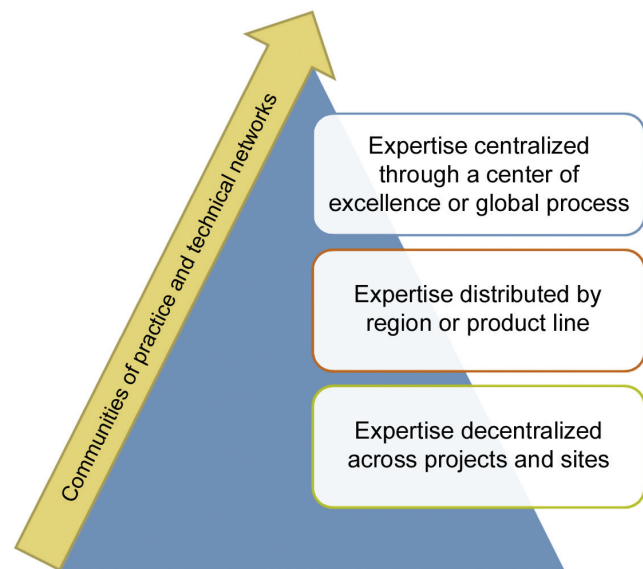 Communities of practice and technical networks
Expertise centralized
through a center of
excellence or global process
Expertise distributed by
region or product line
Expertise decentralized
across projects and sites